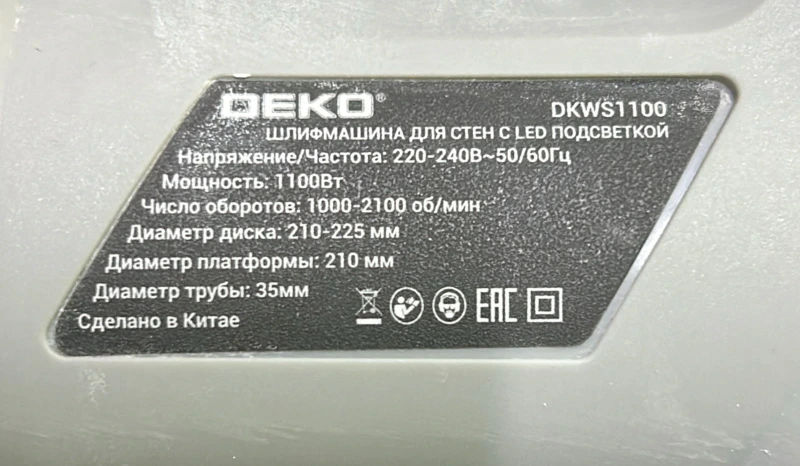 DEKO® DKWS1100
ШЛИФМАШИНА ДЛЯ СТЕН С LED ПОДСВЕТКОЙ
Напряжение/Частота: 220-240В~50/60Гц
Мощность: 1100Вт
Число оборотов: 1000-2100 об/мин
Диаметр диска: 210-225 мм
Диаметр платформы: 210 мм
Диаметр трубы: 35мм
Сделано в Китае
EAC